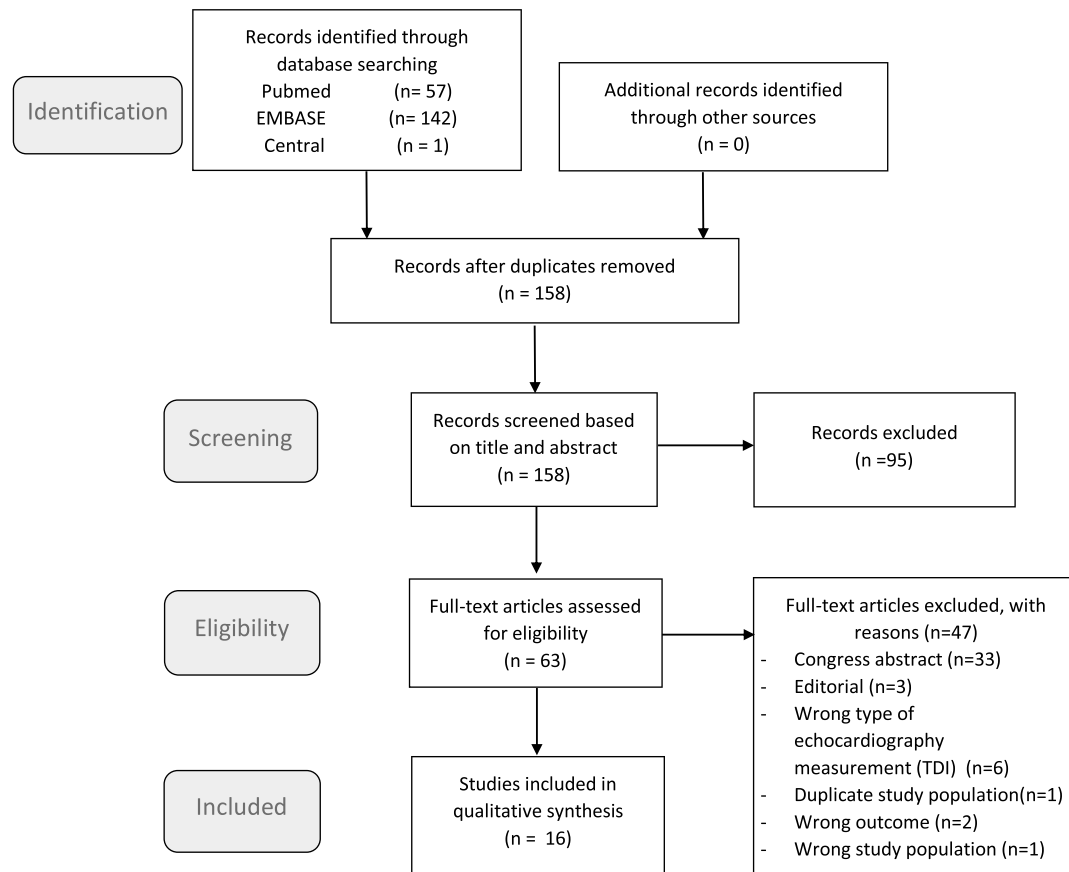 Identification
Records identified through
database searching
Pubmed (n= 57)
EMBASE (n= 142)
Central (n = 1)
Additional records identified
through other sources
(n = 0)
Records after duplicates removed
(n = 158)
Screening
Records screened based
on title and abstract
(n = 158)
Records excluded
(n =95)
Eligibility
Full-text articles assessed
for eligibility
(n = 63)
Full-text articles excluded, with
reasons (n=47)
- Congress abstract (n=33)
- Editorial (n=3)
- Wrong type of
echocardiography
measurement (TDI) (n=6)
- Duplicate study population(n=1)
- Wrong outcome (n=2)
- Wrong study population (n=1)
Included
Studies included in
qualitative synthesis
(n = 16)